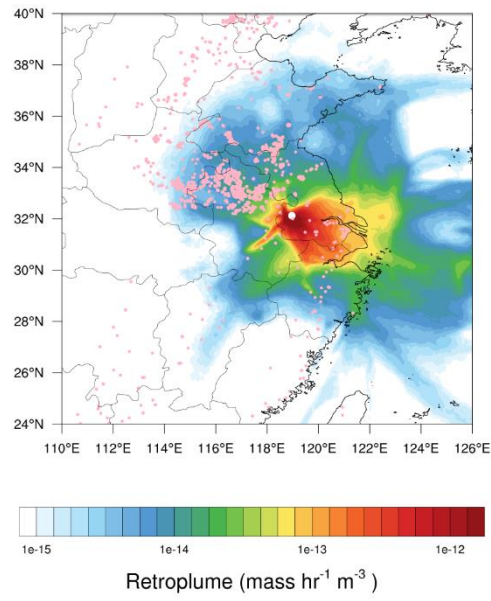 40°N
38°N
36°N
34°N
32°N
30°N
28°N
26°N
24°N
110°E 112°E 114°E 116°E 118°E 120°E 122°E 124°E 126°E
1e-15 1e-14 1e-13 1e-12
Retroplume (mass hr⁻¹ m⁻³ )